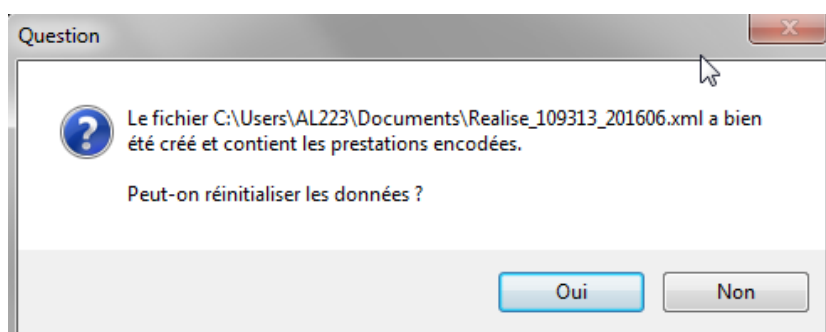 Question
Le fichier C:\Users\AL223\Documents\Realise_109313_201606.xml a bien
été créé et contient les prestations encodées.
Peut-on réinitialiser les données ?
Oui
Non